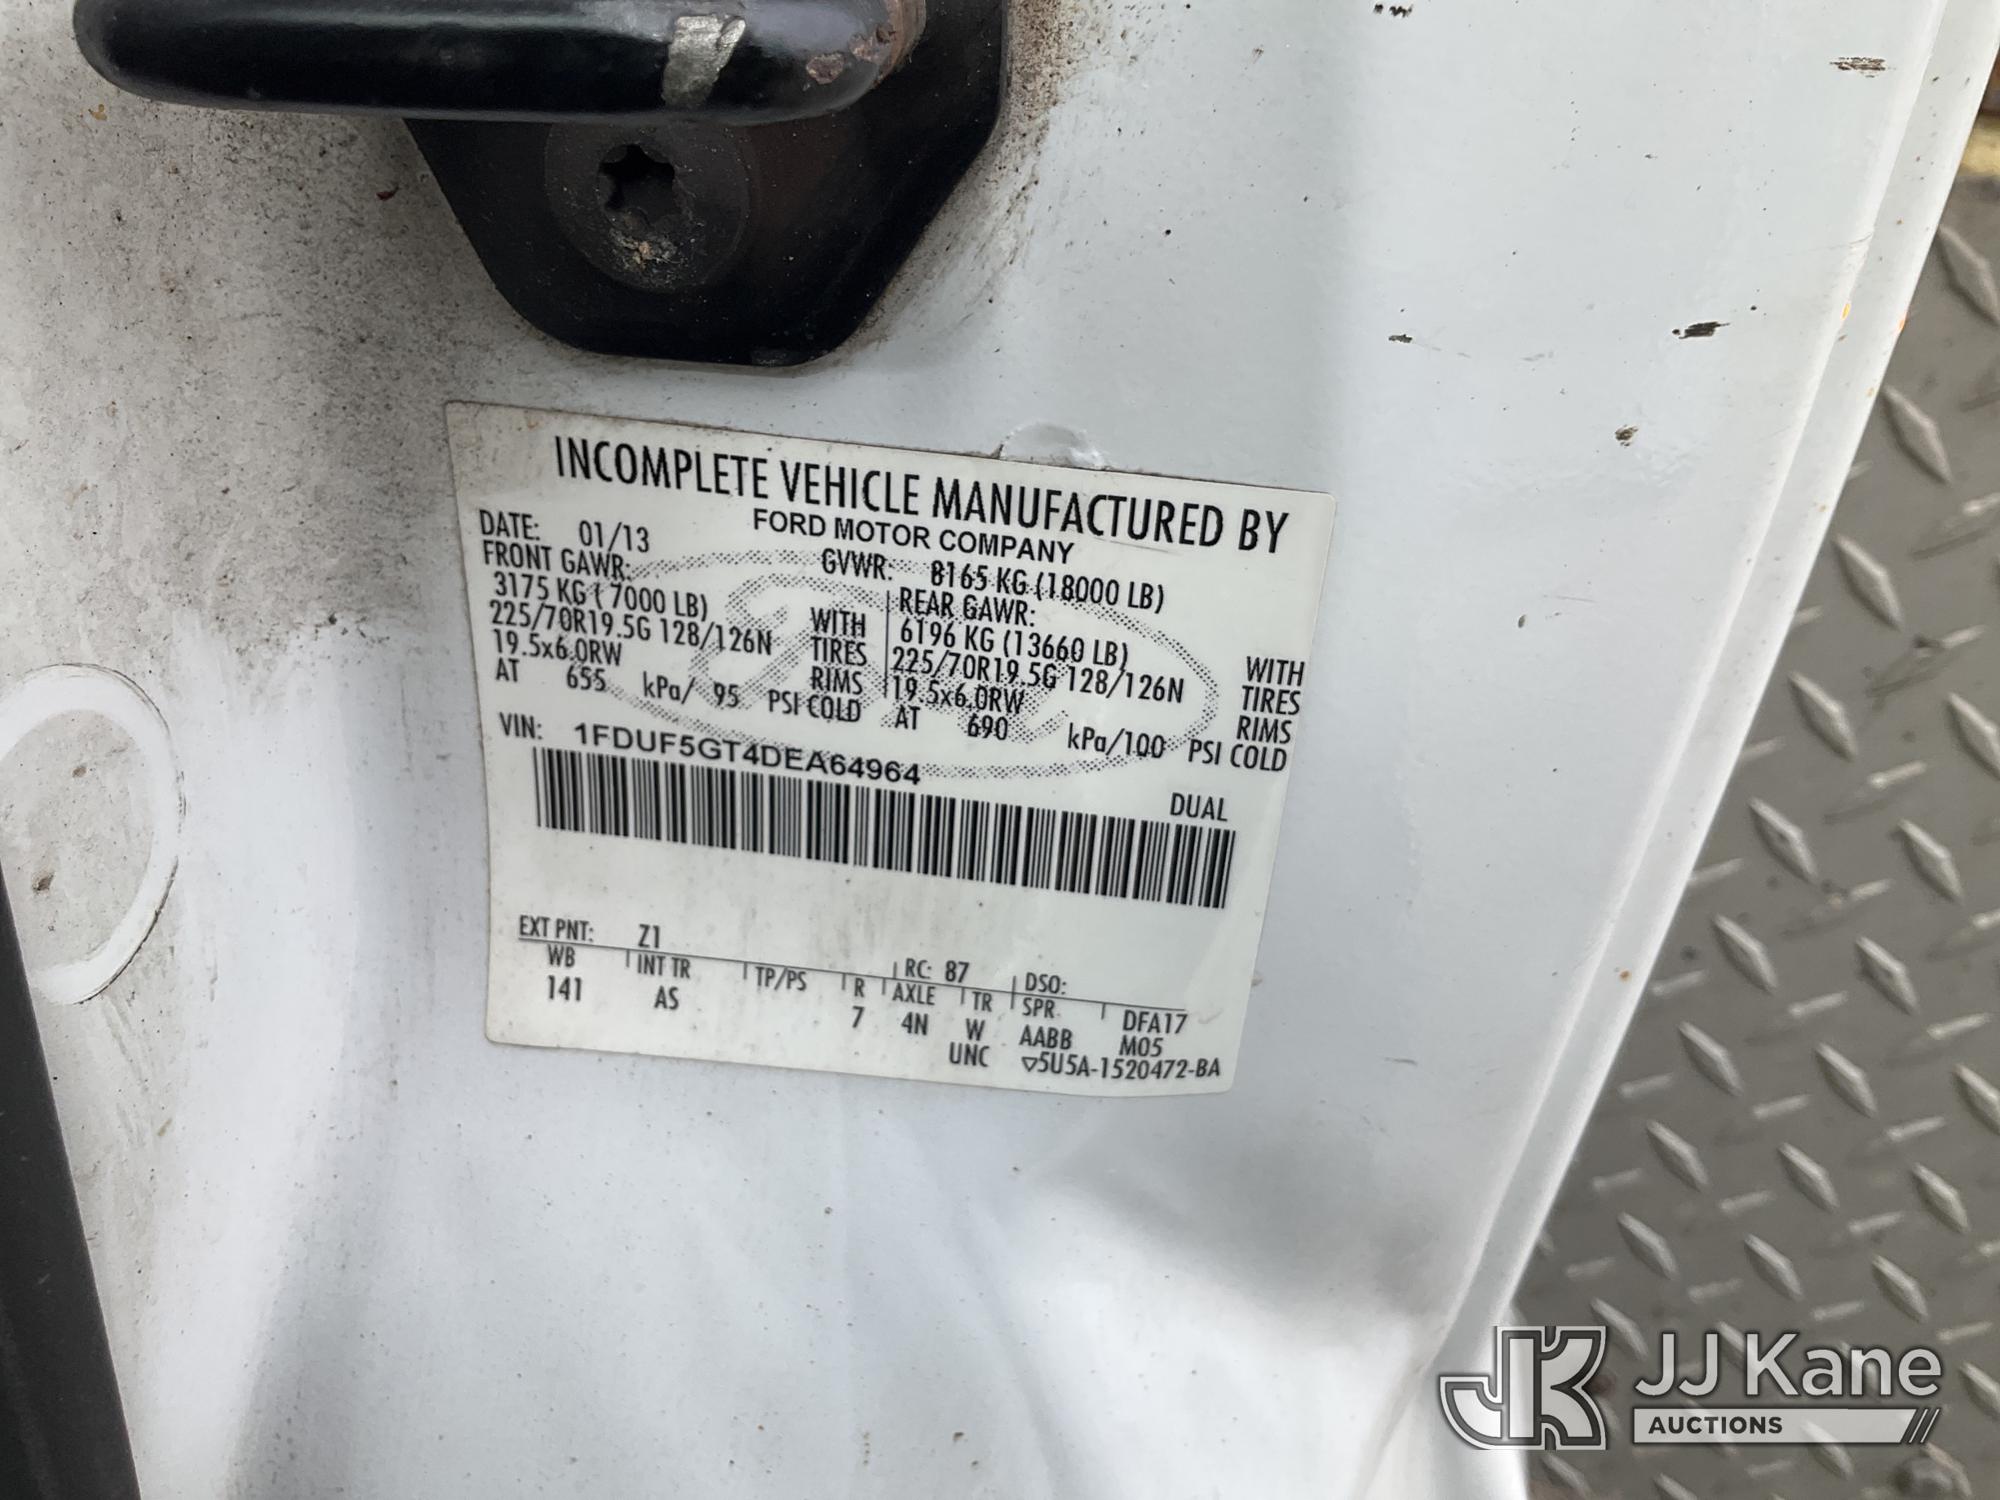 INCOMPLETE VEHICLE MANUFACTURED BY
FORD MOTOR COMPANY
DATE: 01/13 GVWR: 8165 KG (18000 LB)
FRONT GAWR: REAR GAWR:
3175 KG ( 7000 LB) WITH 6196 KG (13660 LB) WITH
225/70R19.5G 128/126N TIRES 225/70R19.5G 128/126N TIRES
19.5x6.0RW RIMS 19.5x6.0RW RIMS
AT 655 kPa/ 95 PSI COLD AT 690 kPa/100 PSI COLD
VIN: 1FDUF5GT4DEA64964
DUAL
EXT PNT: Z1 RC: 87 DSO:
WB INT TR TP/PS R AXLE TR SPR DFA17
141 AS 7 4N W AABB M05
UNC ▽5U5A-1520472-BA
JK JJ Kane
AUCTIONS